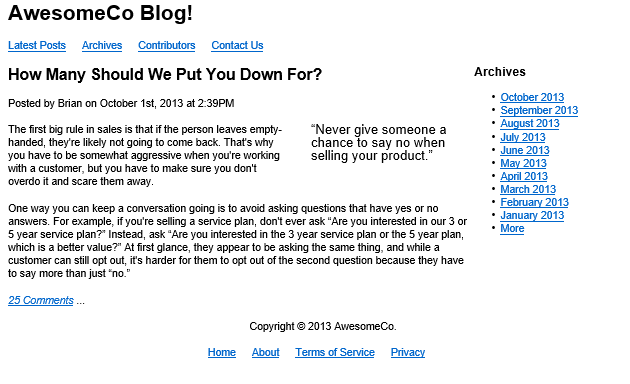 AwesomeCo Blog!
Latest Posts Archives Contributors Contact Us
How Many Should We Put You Down For?
Posted by Brian on October 1st, 2013 at 2:39PM
The first big rule in sales is that if the person leaves empty-
handed, they're likely not going to come back. That's why
you have to be somewhat aggressive when you're working
with a customer, but you have to make sure you don't
overdo it and scare them away.
“Never give someone a
chance to say no when
selling your product.”
One way you can keep a conversation going is to avoid asking questions that have yes or no
answers. For example, if you're selling a service plan, don't ever ask “Are you interested in our 3 or
5 year service plan?” Instead, ask “Are you interested in the 3 year service plan or the 5 year plan,
which is a better value?” At first glance, they appear to be asking the same thing, and while a
customer can still opt out, it's harder for them to opt out of the second question because they have
to say more than just “no.”
25 Comments ...
Archives
• October 2013
• September 2013
• August 2013
• July 2013
• June 2013
• May 2013
• April 2013
• March 2013
• February 2013
• January 2013
• More
Copyright © 2013 AwesomeCo.
Home About Terms of Service Privacy